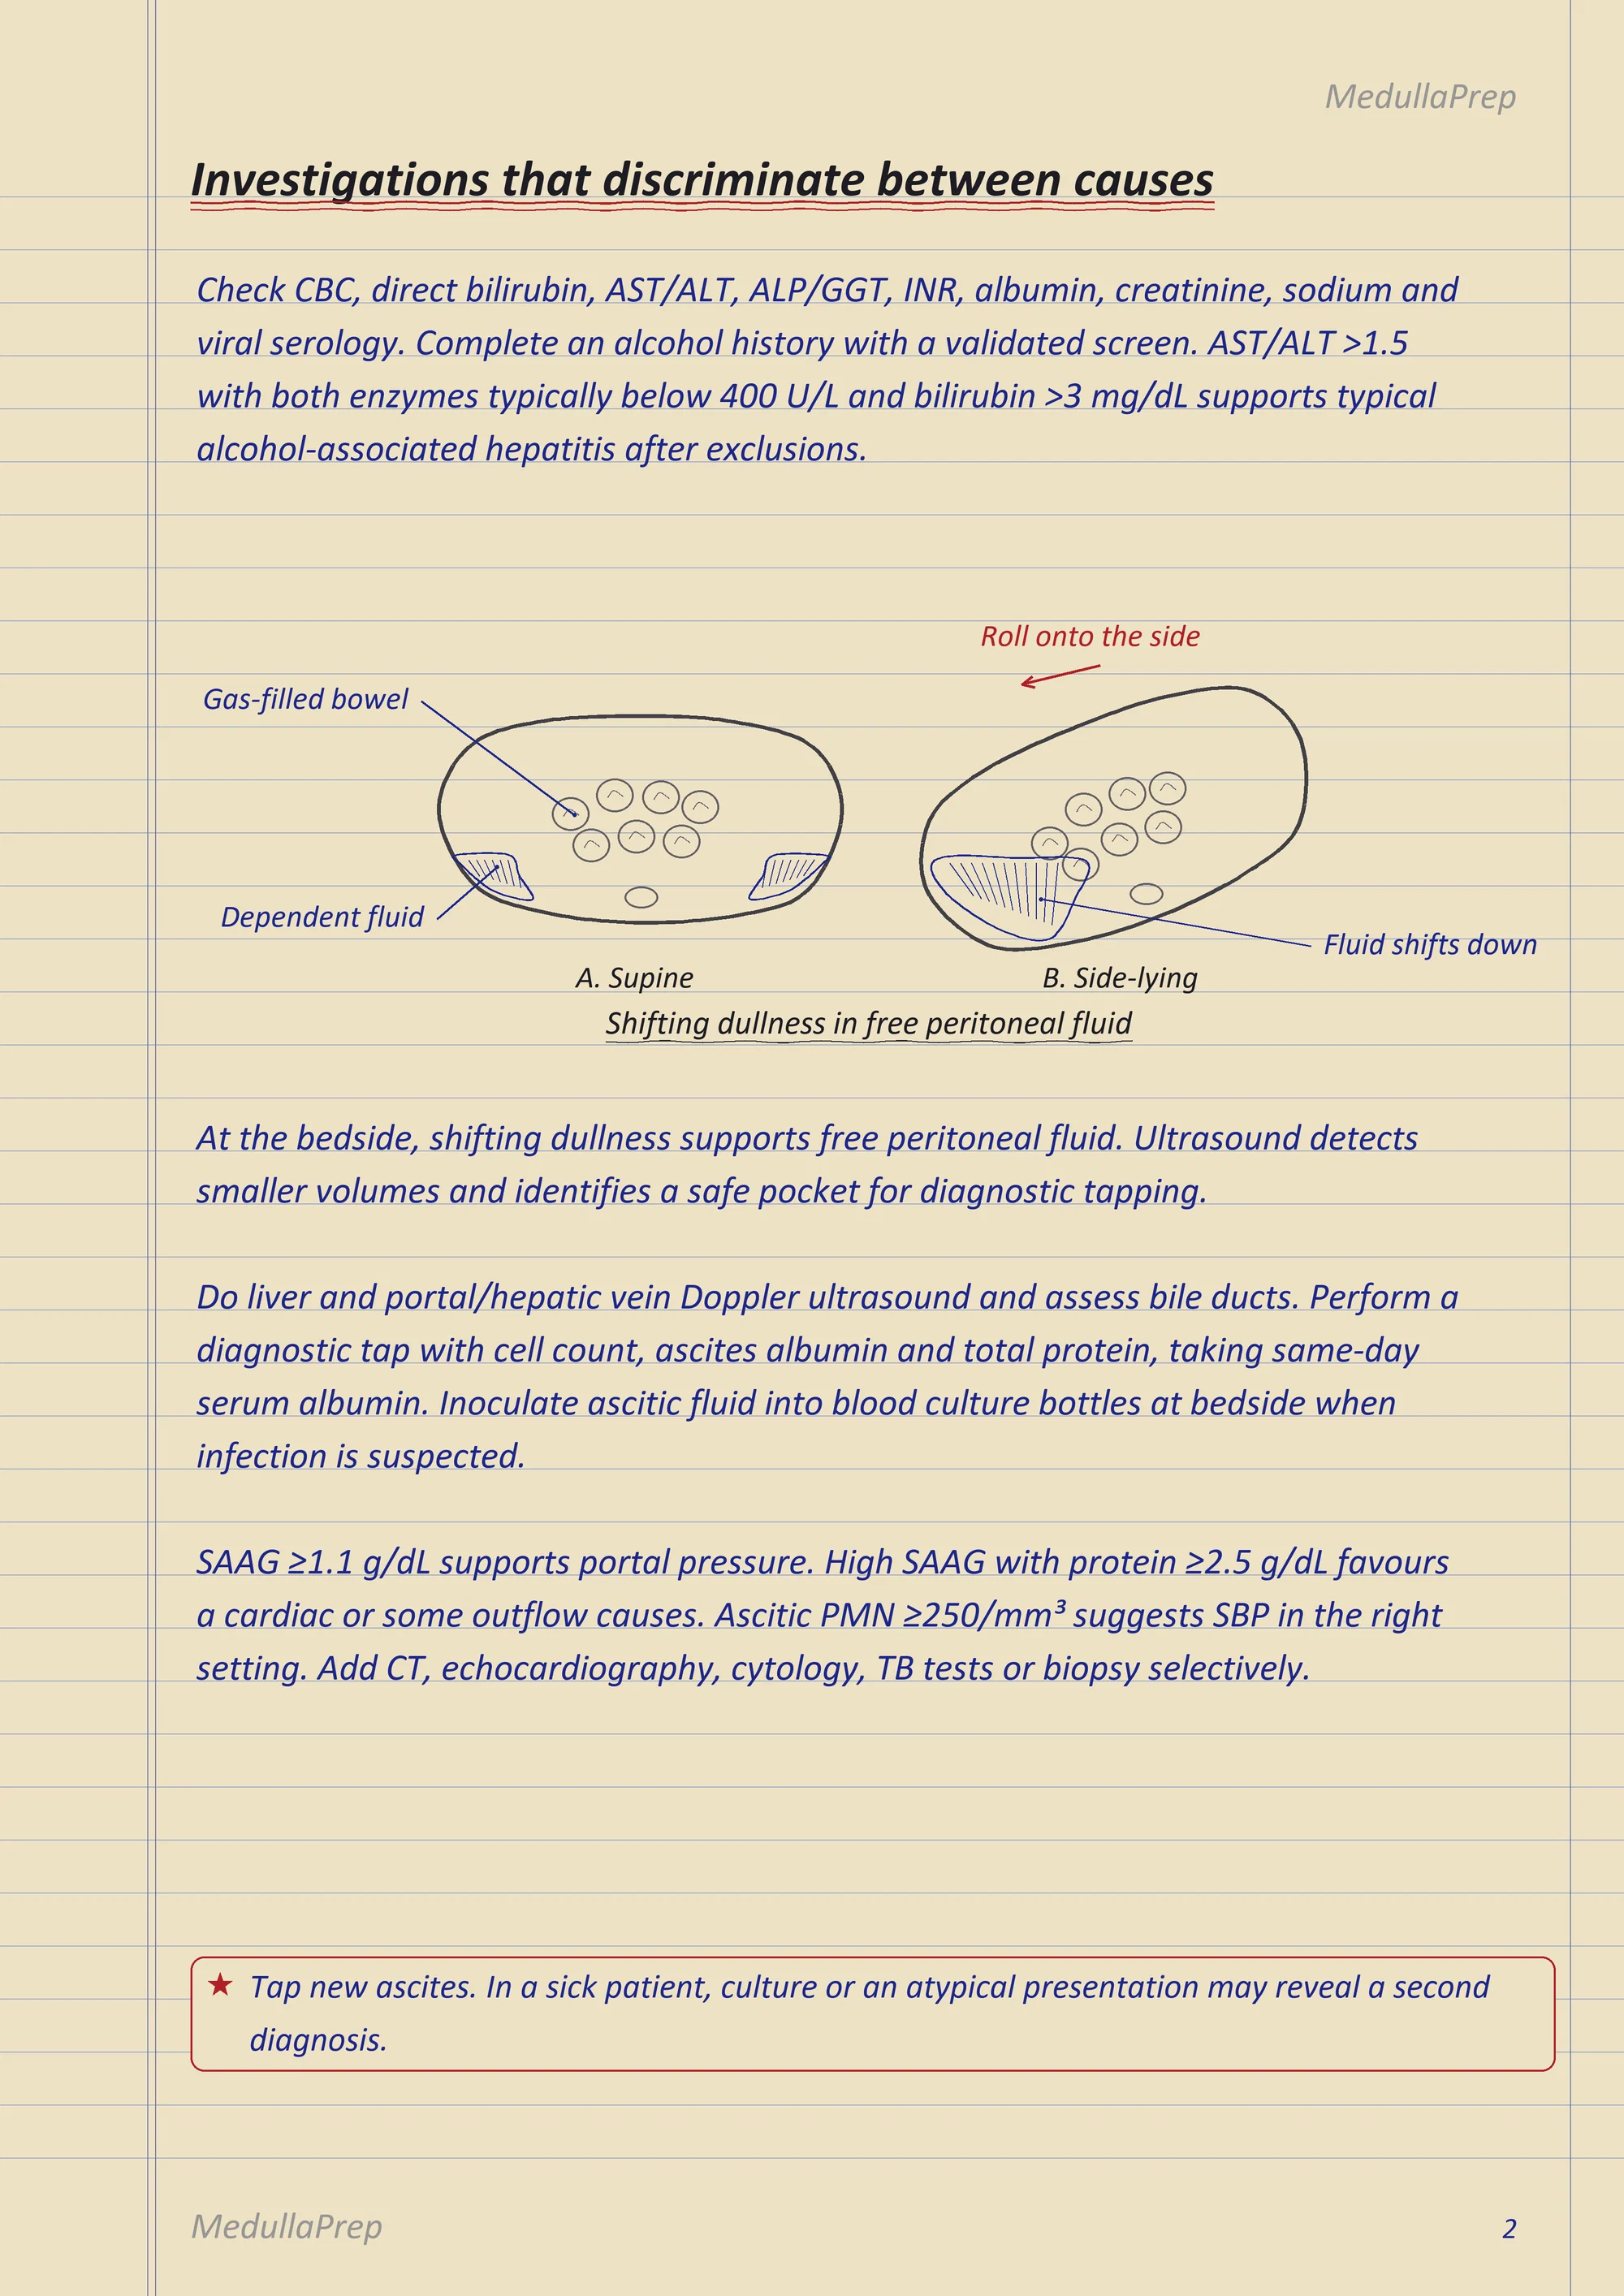 MedullaPrep
Investigations that discriminate between causes
Check CBC, direct bilirubin, AST/ALT, ALP/GGT, INR, albumin, creatinine, sodium and
viral serology. Complete an alcohol history with a validated screen. AST/ALT >1.5
with both enzymes typically below 400 U/L and bilirubin >3 mg/dL supports typical
alcohol-associated hepatitis after exclusions.
Roll onto the side
Gas-filled bowel
Dependent fluid
Fluid shifts down
A. Supine
B. Side-lying
Shifting dullness in free peritoneal fluid
At the bedside, shifting dullness supports free peritoneal fluid. Ultrasound detects
smaller volumes and identifies a safe pocket for diagnostic tapping.
Do liver and portal/hepatic vein Doppler ultrasound and assess bile ducts. Perform a
diagnostic tap with cell count, ascites albumin and total protein, taking same-day
serum albumin. Inoculate ascitic fluid into blood culture bottles at bedside when
infection is suspected.
SAAG ≥1.1 g/dL supports portal pressure. High SAAG with protein ≥2.5 g/dL favours
a cardiac or some outflow causes. Ascitic PMN ≥250/mm³ suggests SBP in the right
setting. Add CT, echocardiography, cytology, TB tests or biopsy selectively.
★ Tap new ascites. In a sick patient, culture or an atypical presentation may reveal a second
diagnosis.
MedullaPrep
2